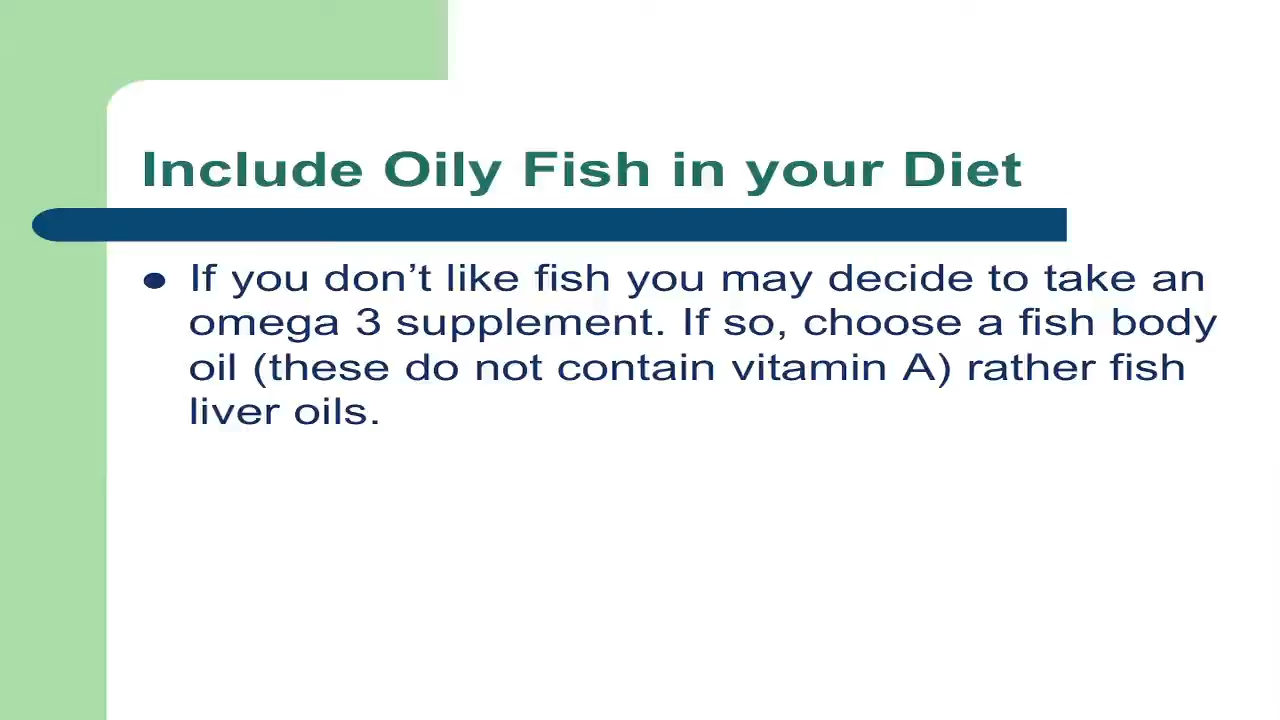 Include Oily Fish in your Diet
• If you don’t like fish you may decide to take an
omega 3 supplement. If so, choose a fish body
oil (these do not contain vitamin A) rather fish
liver oils.